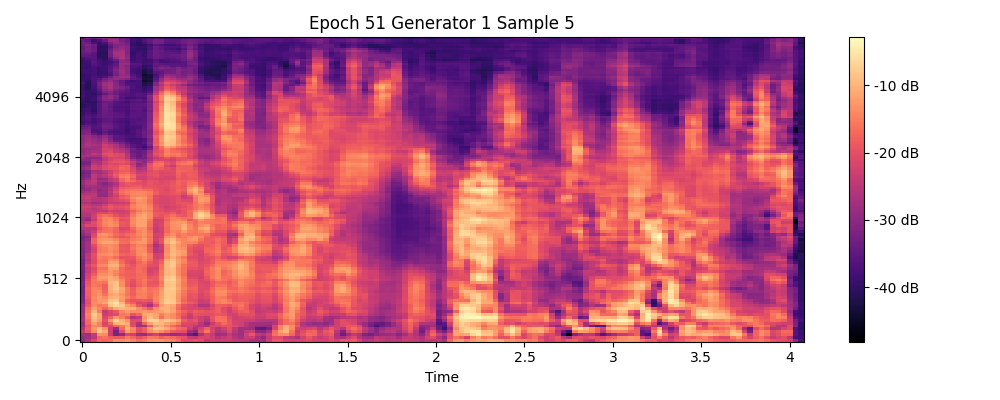 Epoch 51 Generator 1 Sample 5
Hz
4096
2048
1024
512
0
0 0.5 1 1.5 2 2.5 3 3.5 4
Time
-10 dB
-20 dB
-30 dB
-40 dB